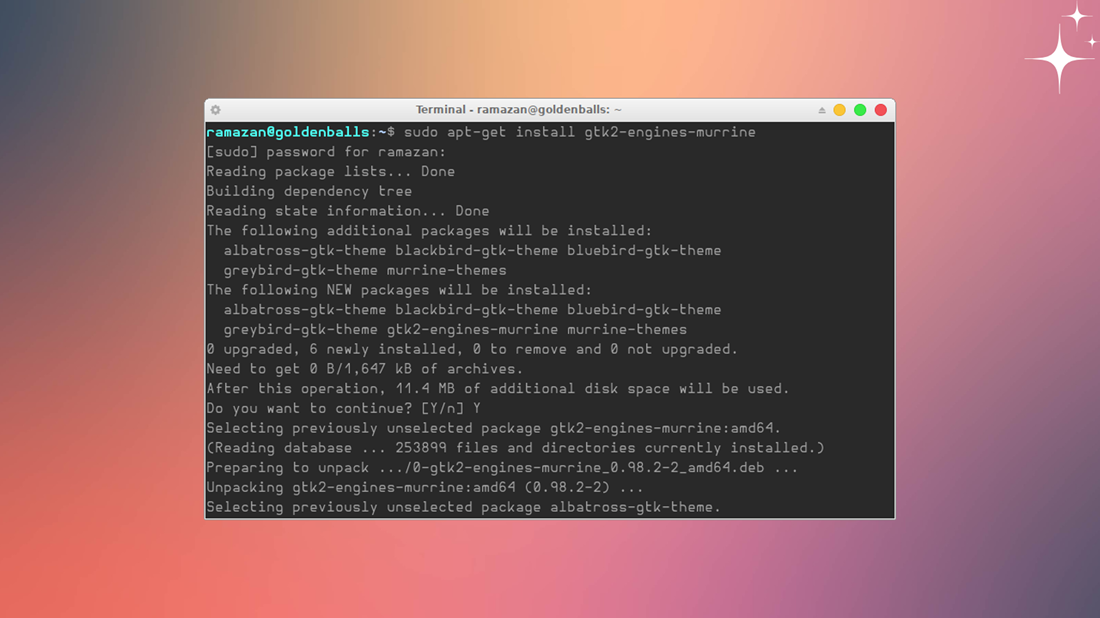 Terminal - ramazan@goldenballs: ~
ramazan@goldenballs:~$ sudo apt-get install gtk2-engines-murrine
[sudo] password for ramazan:
Reading package lists... Done
Building dependency tree
Reading state information... Done
The following additional packages will be installed:
  albatross-gtk-theme blackbird-gtk-theme bluebird-gtk-theme
  greybird-gtk-theme murrine-themes
The following NEW packages will be installed:
  albatross-gtk-theme blackbird-gtk-theme bluebird-gtk-theme
  greybird-gtk-theme gtk2-engines-murrine murrine-themes
0 upgraded, 6 newly installed, 0 to remove and 0 not upgraded.
Need to get 0 B/1,647 kB of archives.
After this operation, 11.4 MB of additional disk space will be used.
Do you want to continue? [Y/n] Y
Selecting previously unselected package gtk2-engines-murrine:amd64.
(Reading database ... 253899 files and directories currently installed.)
Preparing to unpack .../0-gtk2-engines-murrine_0.98.2-2_amd64.deb ...
Unpacking gtk2-engines-murrine:amd64 (0.98.2-2) ...
Selecting previously unselected package albatross-gtk-theme.